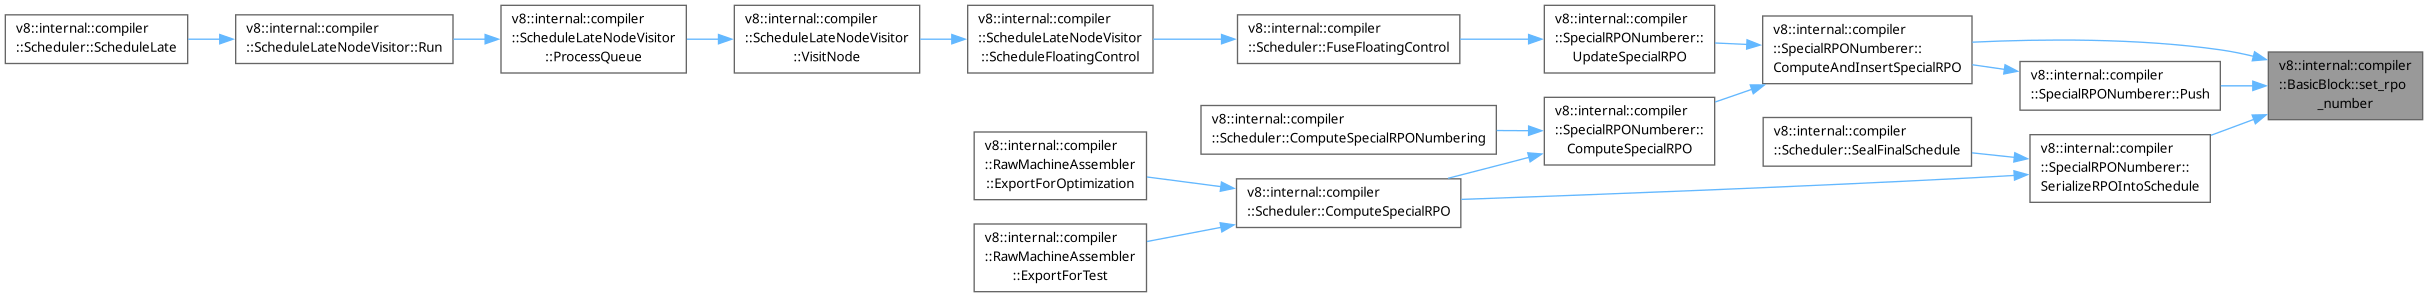 v8::internal::compiler
::Scheduler::ScheduleLate
v8::internal::compiler
::ScheduleLateNodeVisitor::Run
v8::internal::compiler
::ScheduleLateNodeVisitor
::ProcessQueue
v8::internal::compiler
::ScheduleLateNodeVisitor
::VisitNode
v8::internal::compiler
::ScheduleLateNodeVisitor
::ScheduleFloatingControl
v8::internal::compiler
::Scheduler::FuseFloatingControl
v8::internal::compiler
::SpecialRPONumberer::
UpdateSpecialRPO
v8::internal::compiler
::SpecialRPONumberer::
ComputeAndInsertSpecialRPO
v8::internal::compiler
::SpecialRPONumberer::Push
v8::internal::compiler
::BasicBlock::set_rpo
_number
v8::internal::compiler
::Scheduler::ComputeSpecialRPONumbering
v8::internal::compiler
::SpecialRPONumberer::
ComputeSpecialRPO
v8::internal::compiler
::Scheduler::SealFinalSchedule
v8::internal::compiler
::SpecialRPONumberer::
SerializeRPOIntoSchedule
v8::internal::compiler
::RawMachineAssembler
::ExportForOptimization
v8::internal::compiler
::Scheduler::ComputeSpecialRPO
v8::internal::compiler
::RawMachineAssembler
::ExportForTest